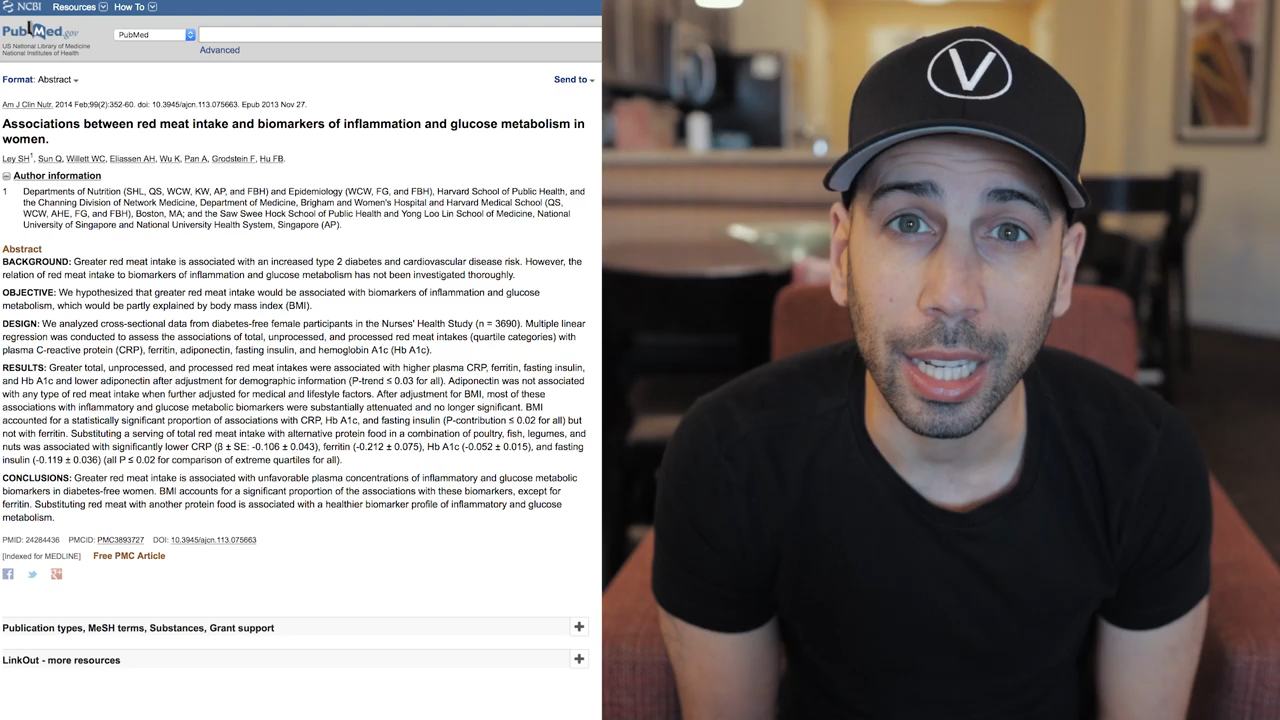 NCBI Resources How To
PubMed.gov
US National Library of Medicine
National Institutes of Health
PubMed
Advanced
Format: Abstract
Send to
Am J Clin Nutr. 2014 Feb;99(2):352-60. doi: 10.3945/ajcn.113.075663. Epub 2013 Nov 27.
Associations between red meat intake and biomarkers of inflammation and glucose metabolism in
women.
Ley SH1, Sun Q, Willett WC, Eliassen AH, Wu K, Pan A, Grodstein F, Hu FB.
Author information
1 Departments of Nutrition (SHL, QS, WCW, KW, AP, and FBH) and Epidemiology (WCW, FG, and FBH), Harvard School of Public Health, and
the Channing Division of Network Medicine, Department of Medicine, Brigham and Women's Hospital and Harvard Medical School (QS,
WCW, AHE, FG, and FBH), Boston, MA; and the Saw Swee Hock School of Public Health and Yong Loo Lin School of Medicine, National
University of Singapore and National University Health System, Singapore (AP).
Abstract
BACKGROUND: Greater red meat intake is associated with an increased type 2 diabetes and cardiovascular disease risk. However, the
relation of red meat intake to biomarkers of inflammation and glucose metabolism has not been investigated thoroughly.
OBJECTIVE: We hypothesized that greater red meat intake would be associated with biomarkers of inflammation and glucose
metabolism, which would be partly explained by body mass index (BMI).
DESIGN: We analyzed cross-sectional data from diabetes-free female participants in the Nurses' Health Study (n = 3690). Multiple linear
regression was conducted to assess the associations of total, unprocessed, and processed red meat intakes (quartile categories) with
plasma C-reactive protein (CRP), ferritin, adiponectin, fasting insulin, and hemoglobin A1c (Hb A1c).
RESULTS: Greater total, unprocessed, and processed red meat intakes were associated with higher plasma CRP, ferritin, fasting insulin,
and Hb A1c and lower adiponectin after adjustment for demographic information (P-trend ≤ 0.03 for all). Adiponectin was not associated
with any type of red meat intake when further adjusted for medical and lifestyle factors. After adjustment for BMI, most of these
associations with inflammatory and glucose metabolic biomarkers were substantially attenuated and no longer significant. BMI
accounted for a statistically significant proportion of associations with CRP, Hb A1c, and fasting insulin (P-contribution ≤ 0.02 for all) but
not with ferritin. Substituting a serving of total red meat intake with alternative protein food in a combination of poultry, fish, legumes, and
nuts was associated with significantly lower CRP (β ± SE: -0.106 ± 0.043), ferritin (-0.212 ± 0.075), Hb A1c (-0.052 ± 0.015), and fasting
insulin (-0.119 ± 0.036) (all P ≤ 0.02 for comparison of extreme quartiles for all).
CONCLUSIONS: Greater red meat intake is associated with unfavorable plasma concentrations of inflammatory and glucose metabolic
biomarkers in diabetes-free women. BMI accounts for a significant proportion of the associations with these biomarkers, except for
ferritin. Substituting red meat with another protein food is associated with a healthier biomarker profile of inflammatory and glucose
metabolism.
PMID: 24284436 PMCID: PMC3893727 DOI: 10.3945/ajcn.113.075663
[Indexed for MEDLINE] Free PMC Article
Publication types, MeSH terms, Substances, Grant support
LinkOut - more resources
V